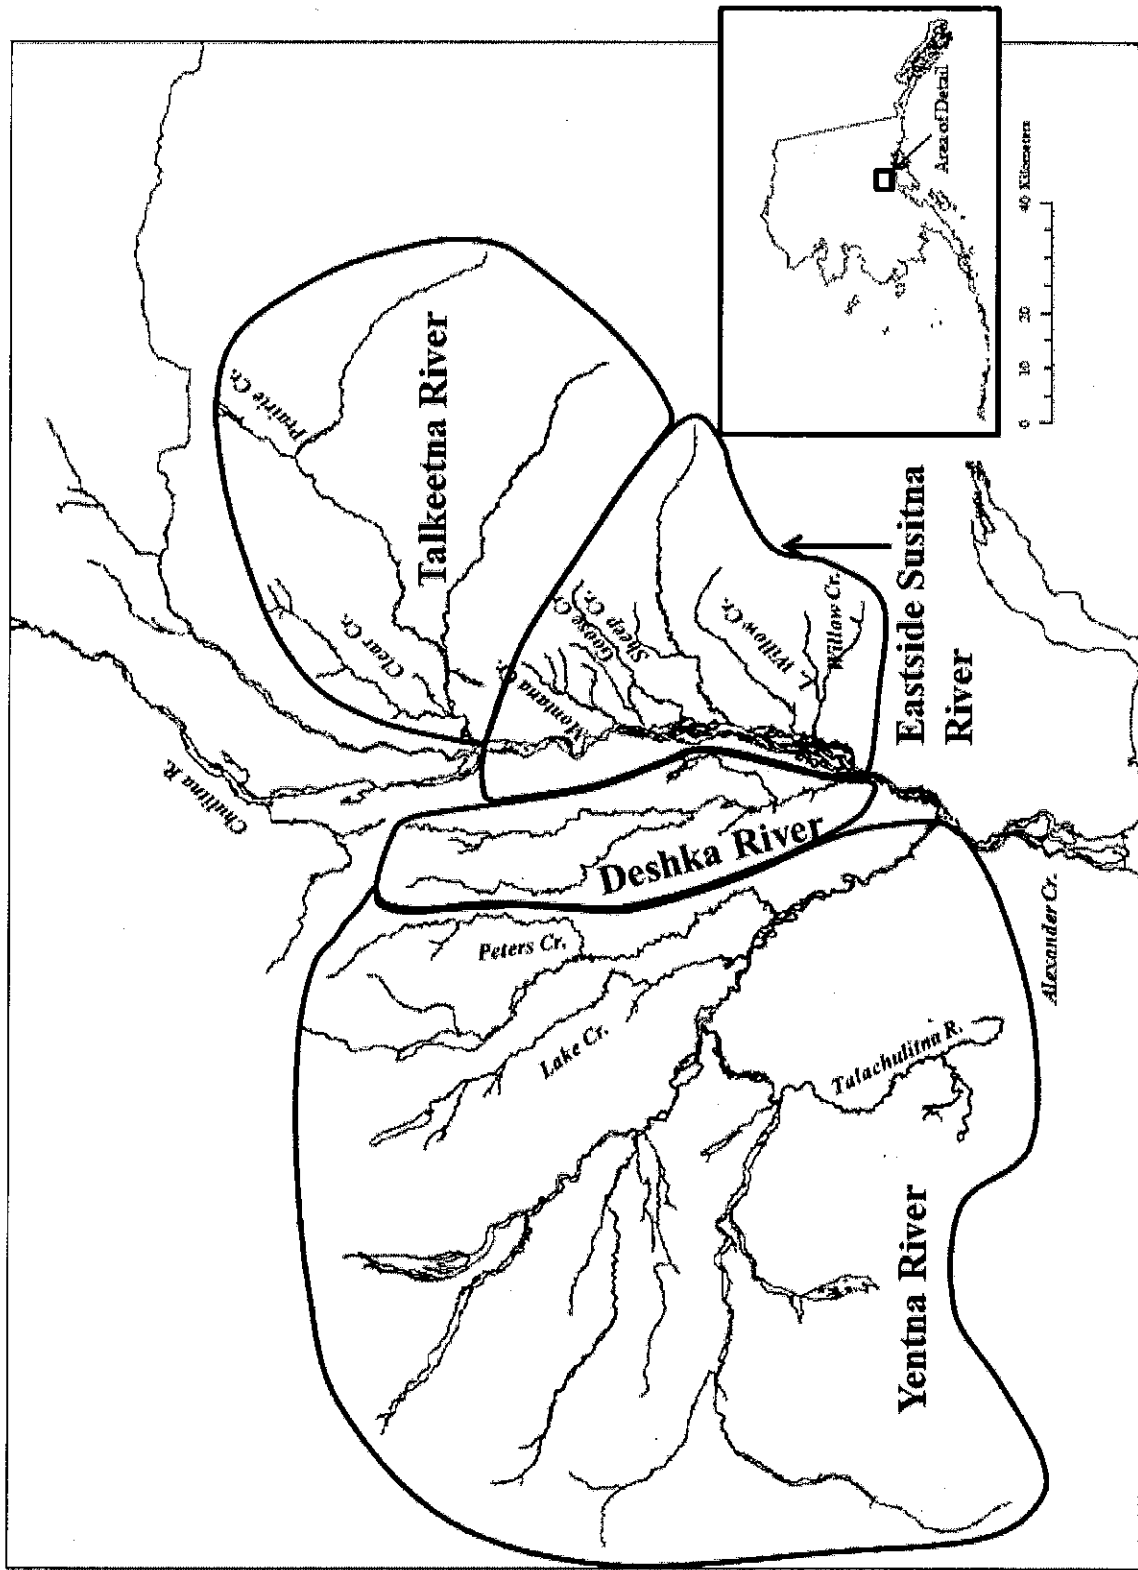 Chulitna R.
Prairie Cr.
Talkeetna River
Clear Cr.
Montana Cr.
Goose Cr.
Sheep Cr.
L. Willow Cr.
Willow Cr.
Eastside Susitna
River
Deshka River
Peters Cr.
Lake Cr.
Talachulitna R.
Alexander Cr.
Yentna River
Area of Detail
0 10 20 40 Kilometers